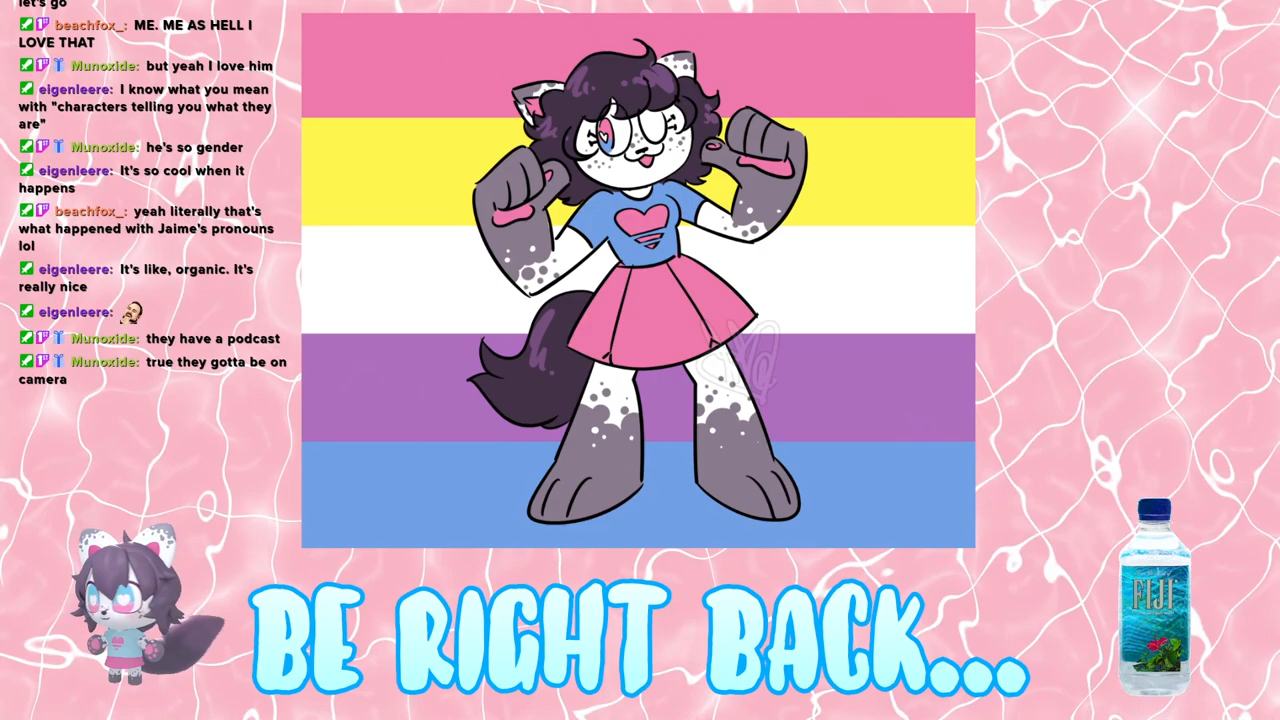 let's go
beachfox_: ME. ME AS HELL I
LOVE THAT
Munoxide: but yeah I love him
eigenleere: I know what you mean
with "characters telling you what they
are"
Munoxide: he's so gender
eigenleere: It's so cool when it
happens
beachfox_: yeah literally that's
what happened with Jaime's pronouns
lol
eigenleere: It's like, organic. It's
really nice
eigenleere:
Munoxide: they have a podcast
Munoxide: true they gotta be on
camera
FIJI
BE RIGHT BACK...